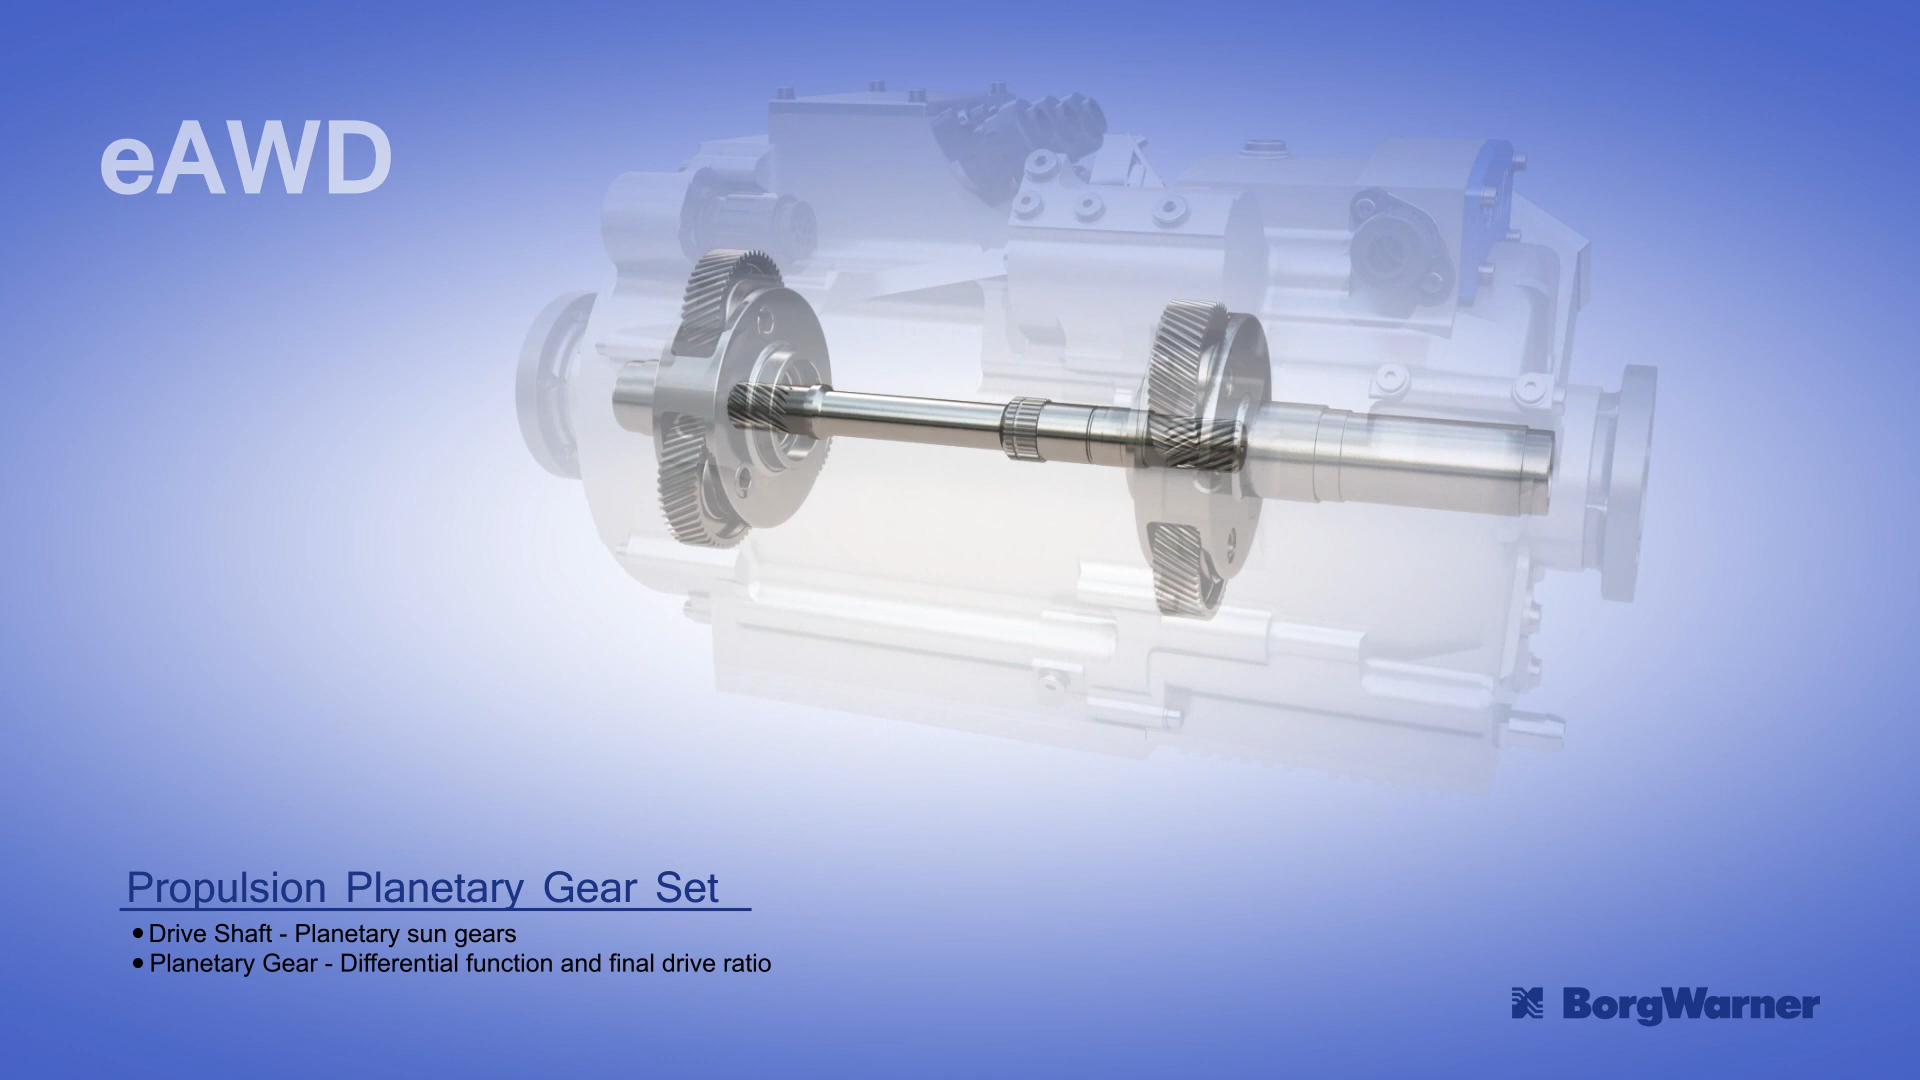 eAWD
Propulsion Planetary Gear Set
● Drive Shaft - Planetary sun gears
● Planetary Gear - Differential function and final drive ratio
BorgWarner